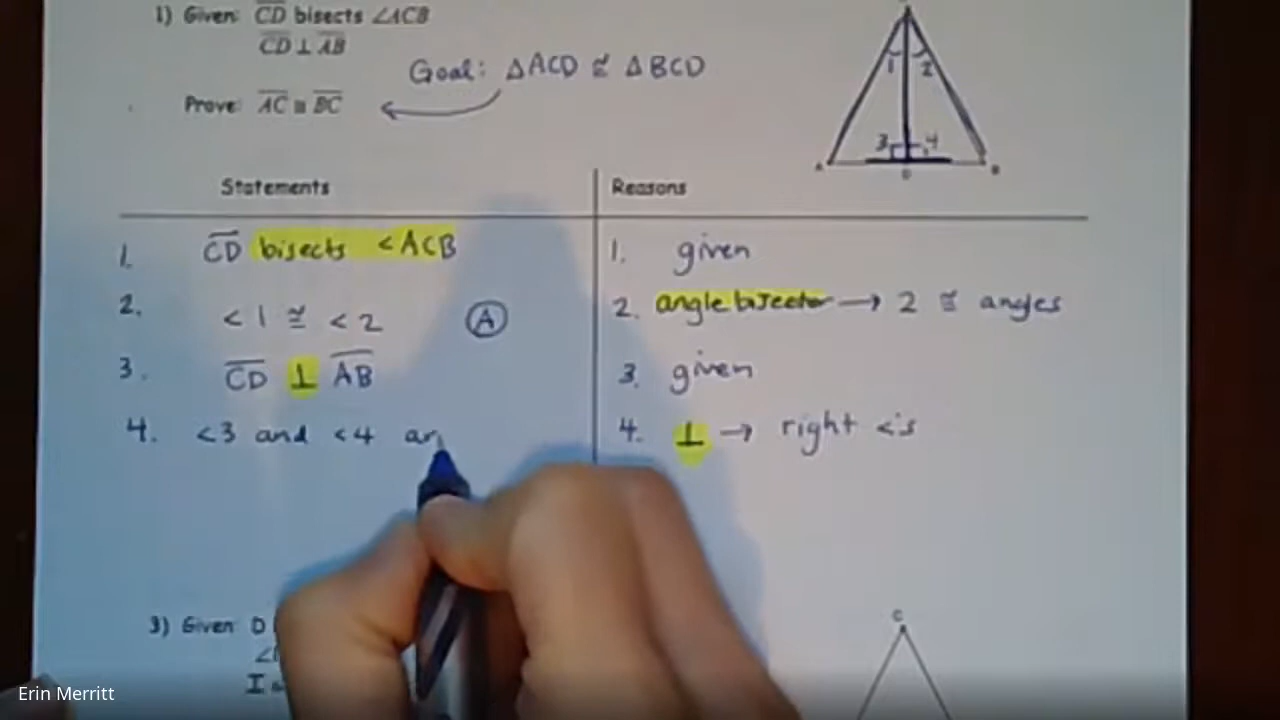 1) Given: CD bisects ∠ACB
CD ⊥ AB
Goal: △ACD ≅ △BCD
Prove: AC ≅ BC
1 2
3 4
A D B
Statements Reasons
1. CD bisects <ACB 1. given
2. <1 ≅ <2 Ⓐ 2. angle bisector → 2 ≅ angles
3. CD ⊥ AB 3. given
4. <3 and <4 ar 4. ⊥ → right <'s
3) Given: D
C
Erin Merritt